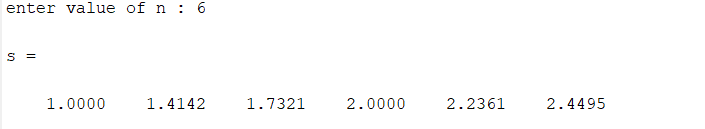 enter value of n : 6
s =
1.0000 1.4142 1.7321 2.0000 2.2361 2.4495